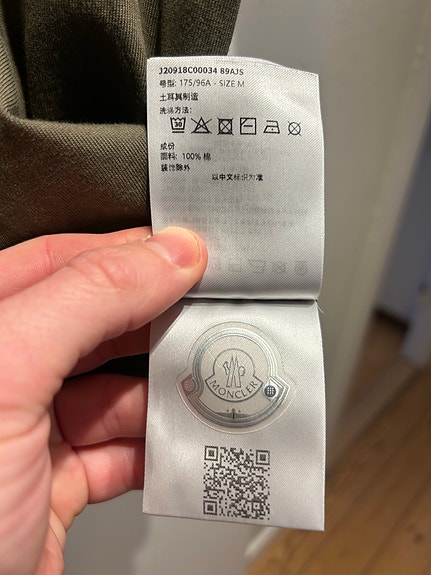 J20918C00034 89AJS
号型: 175/96A - SIZE M
土耳其制造
洗涤方法:
30
成份
面料: 100% 棉
装饰除外
以中文标识为准
MONCLER